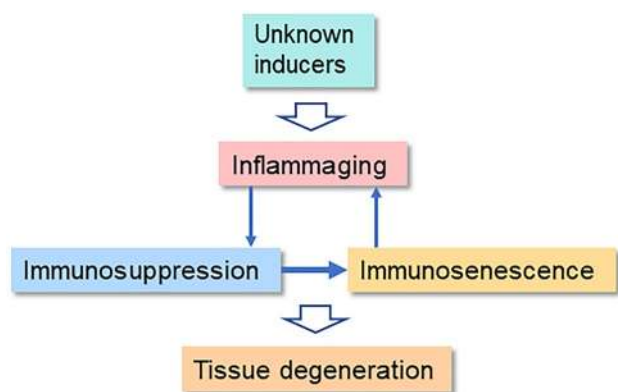 Unknown
inducers
Inflammaging
Immunosuppression
Immunosenescence
Tissue degeneration